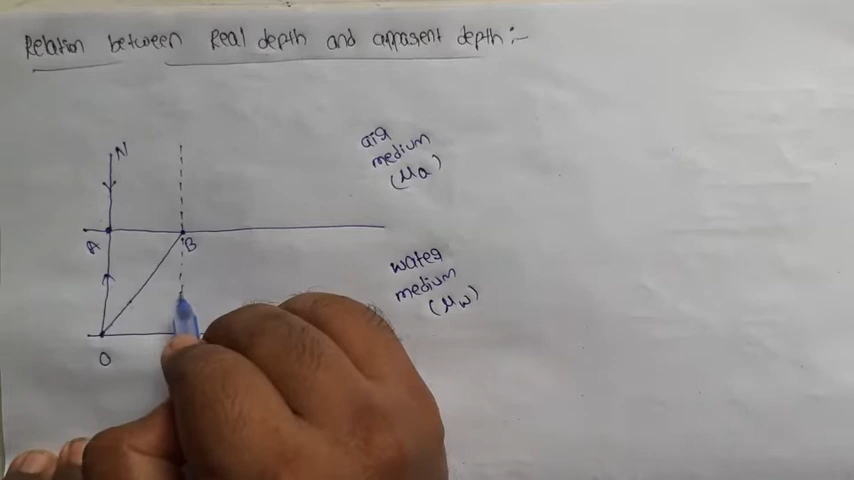 Relation between Real depth and apparent depth :-
N
air
medium
(μa)
A
B
water
medium
(μw)
O